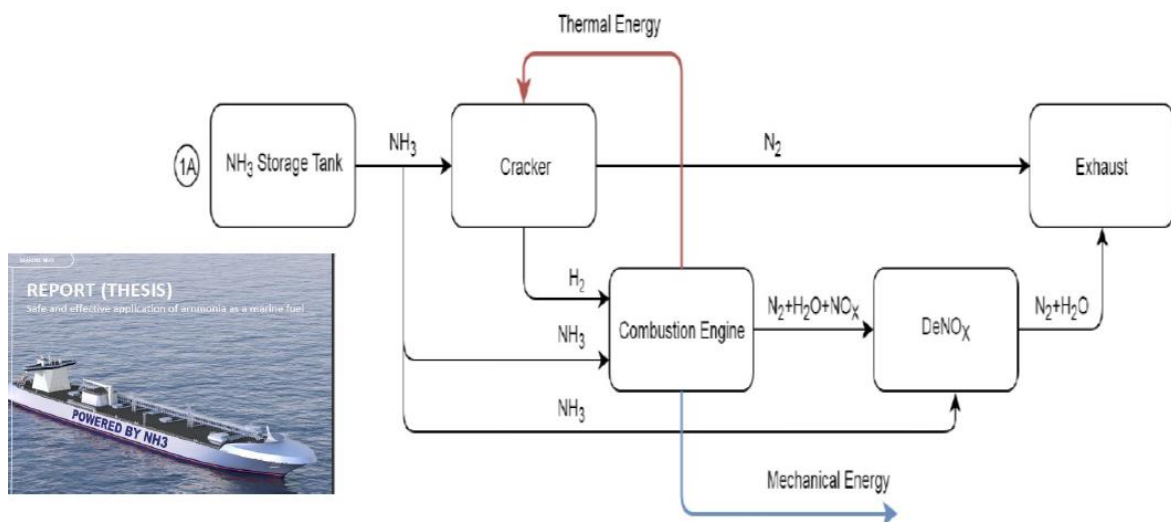 Thermal Energy
1A
NH3 Storage Tank
NH3
Cracker
N2
Exhaust
H2
NH3
Combustion Engine
N2+H2O+NOX
DeNOX
N2+H2O
NH3
Mechanical Energy
REPORT (THESIS)
Safe and effective application of ammonia as a marine fuel
POWERED BY NH3